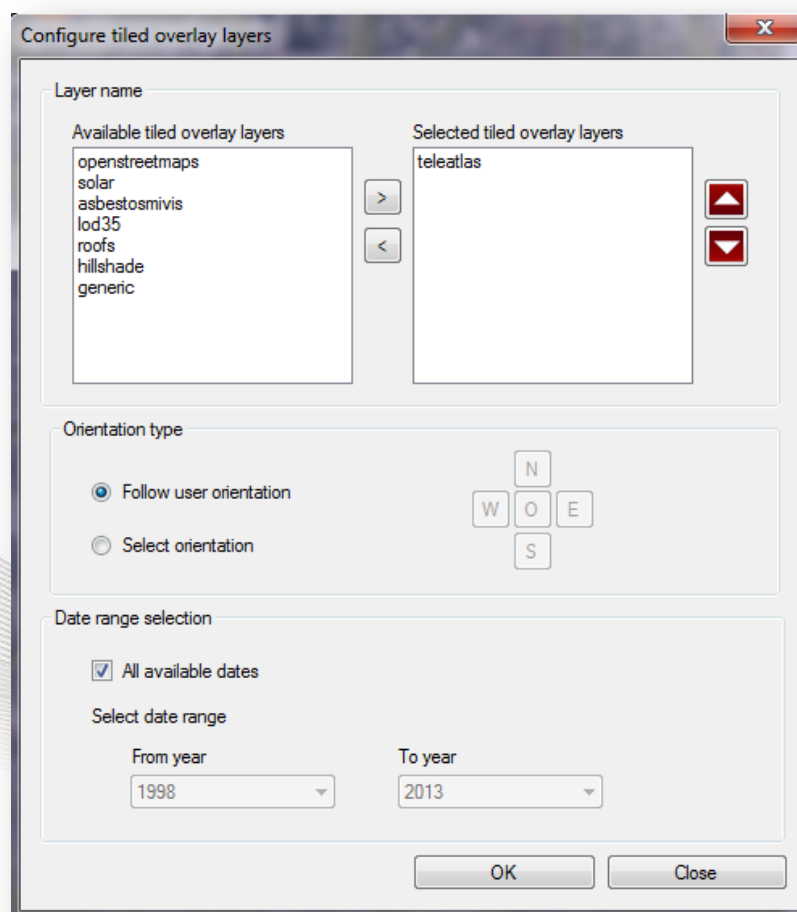 Configure tiled overlay layers
X
Layer name
Available tiled overlay layers
openstreetmaps
solar
asbestosmivis
lod35
roofs
hillshade
generic
>
<
Selected tiled overlay layers
teleatlas
Orientation type
Follow user orientation
Select orientation
N
W O E
S
Date range selection
All available dates
Select date range
From year To year
1998 2013
OK Close